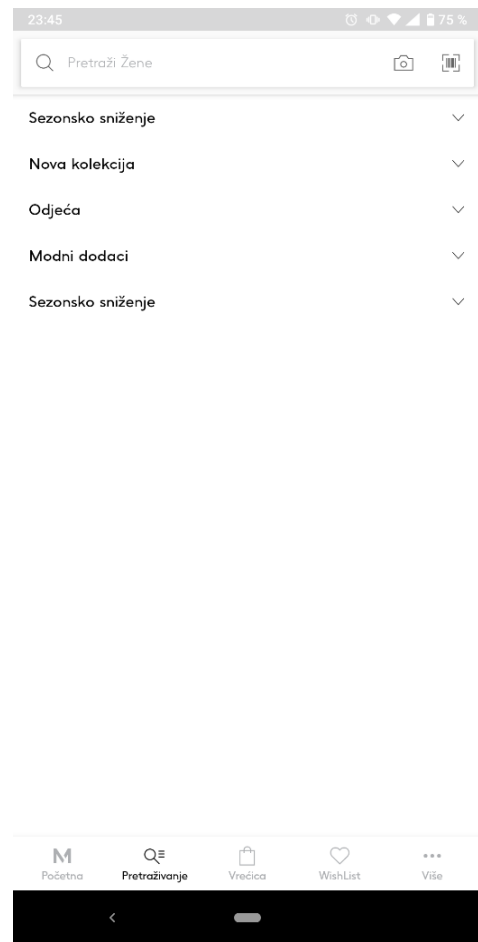 23:45
75 %
Pretraži Žene
Sezonsko sniženje
Nova kolekcija
Odjeća
Modni dodaci
Sezonsko sniženje
M
Početna Pretraživanje Vrećica WishList Više